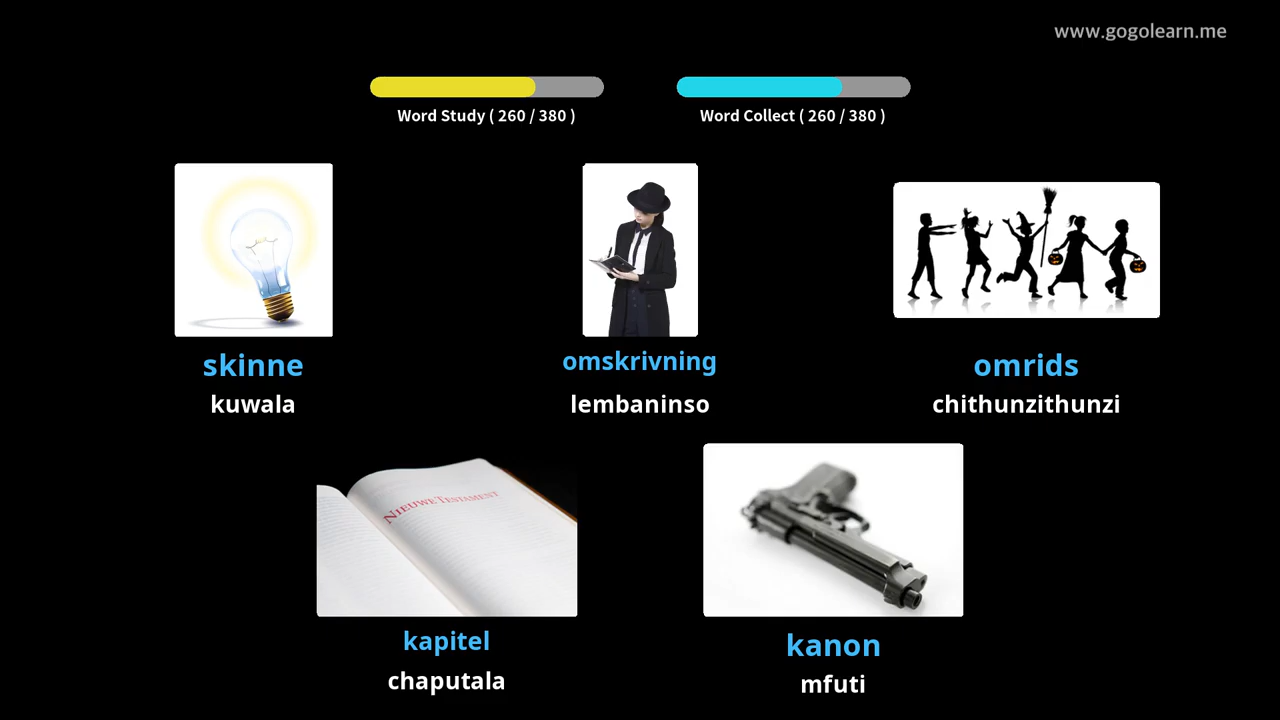 www.gogolearn.me
Word Study ( 260 / 380 )
Word Collect ( 260 / 380 )
skinne
kuwala
omskrivning
lembaninso
omrids
chithunzithunzi
NIEUWE TESTAMENT
kapitel
chaputala
kanon
mfuti